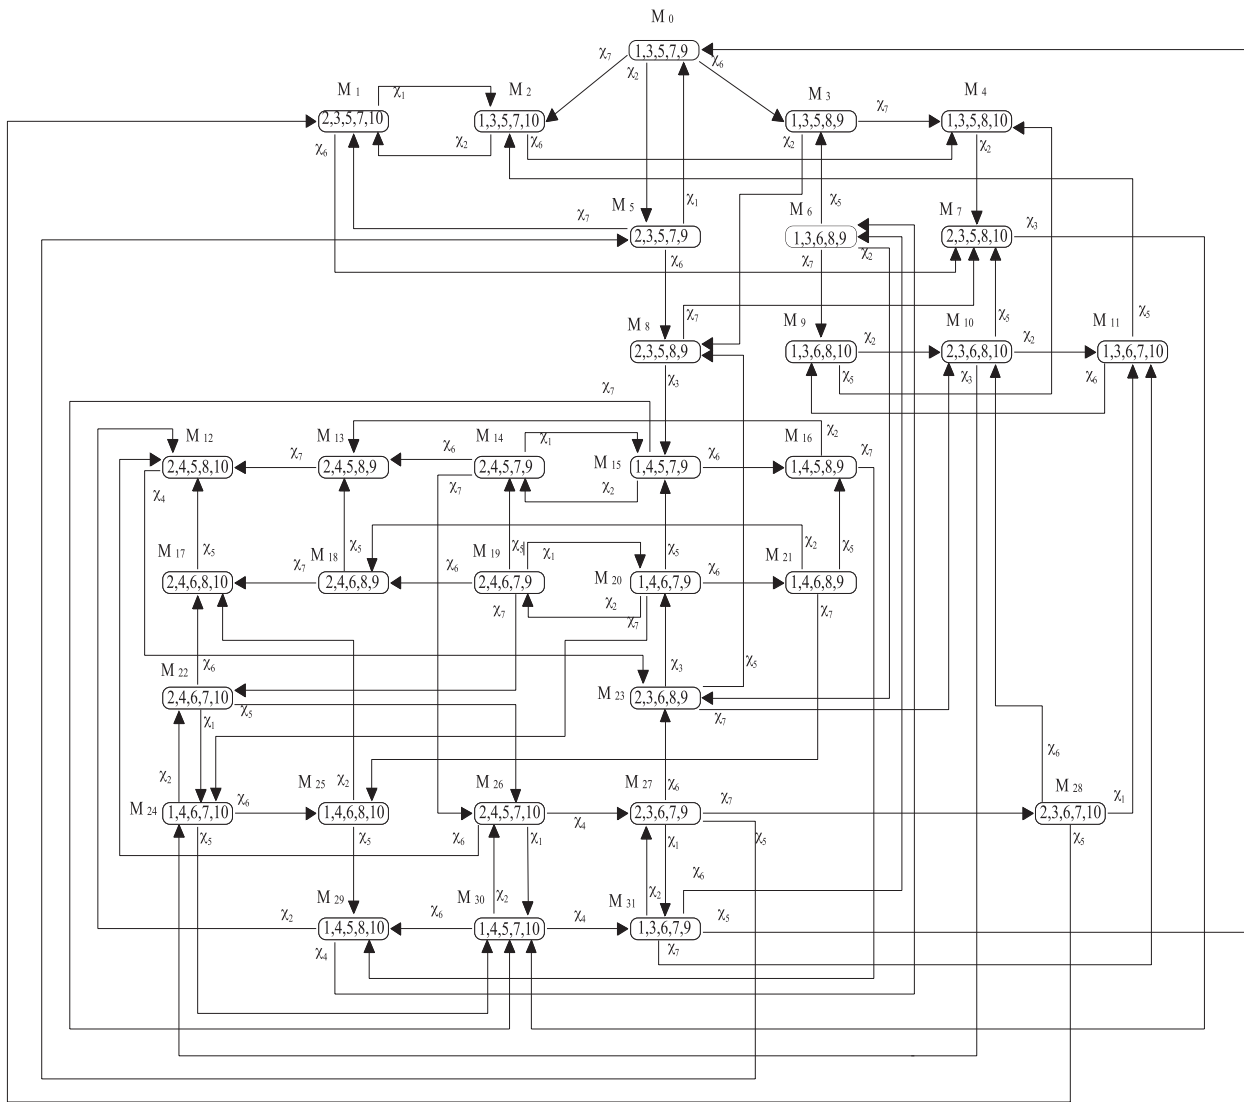 M 0
1,3,5,7,9
χ7
χ2
χ6
M 1
χ1
M 2
M 3
χ7
M 4
2,3,5,7,10
1,3,5,7,10
1,3,5,8,9
1,3,5,8,10
χ6
χ2
χ6
χ2
χ2
χ7
M 5
χ1
M 6
χ5
M 7
χ3
2,3,5,7,9
1,3,6,8,9
2,3,5,8,10
χ6
χ7
χ2
M 8
χ7
M 9
χ2
M 10
χ5
χ2
M 11
χ5
2,3,5,8,9
1,3,6,8,10
2,3,6,8,10
1,3,6,7,10
χ3
χ5
χ3
χ6
χ7
M 12
M 13
χ7
χ6
M 14
χ1
M 15
χ6
M 16
χ2
χ7
2,4,5,8,10
2,4,5,8,9
2,4,5,7,9
1,4,5,7,9
1,4,5,8,9
χ4
χ7
χ2
M 17
χ5
χ7
M 18
χ5
χ6
M 19
χ5
χ1
M 20
χ5
χ6
M 21
χ2
χ5
2,4,6,8,10
2,4,6,8,9
2,4,6,7,9
1,4,6,7,9
1,4,6,8,9
χ7
χ2
χ7
χ7
M 22
χ6
χ3
χ5
2,4,6,7,10
M 23
2,3,6,8,9
χ1
χ5
χ7
χ2
M 24
χ6
M 25
χ2
M 26
χ4
M 27
χ6
χ7
χ6
M 28
χ1
1,4,6,7,10
1,4,6,8,10
2,4,5,7,10
2,3,6,7,9
2,3,6,7,10
χ5
χ5
χ6
χ1
χ1
χ5
χ5
χ2
M 29
χ6
M 30
χ2
χ4
M 31
χ2
χ6
χ5
1,4,5,8,10
1,4,5,7,10
1,3,6,7,9
χ4
χ7